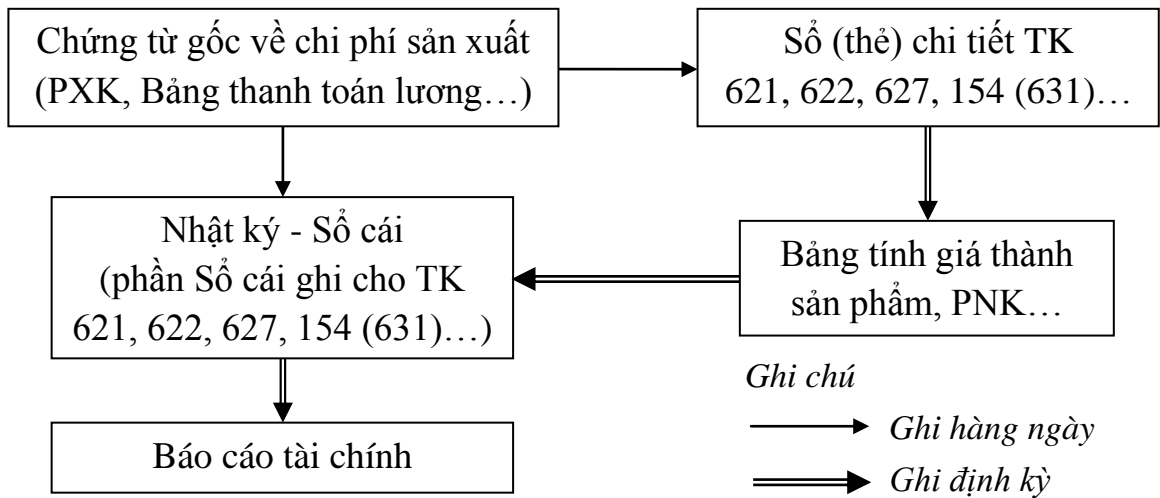 Chứng từ gốc về chi phí sản xuất
(PXK, Bảng thanh toán lương…)
Sổ (thẻ) chi tiết TK
621, 622, 627, 154 (631)…
Nhật ký - Sổ cái
(phần Sổ cái ghi cho TK
621, 622, 627, 154 (631)…)
Bảng tính giá thành
sản phẩm, PNK…
Báo cáo tài chính
Ghi chú
Ghi hàng ngày
Ghi định kỳ